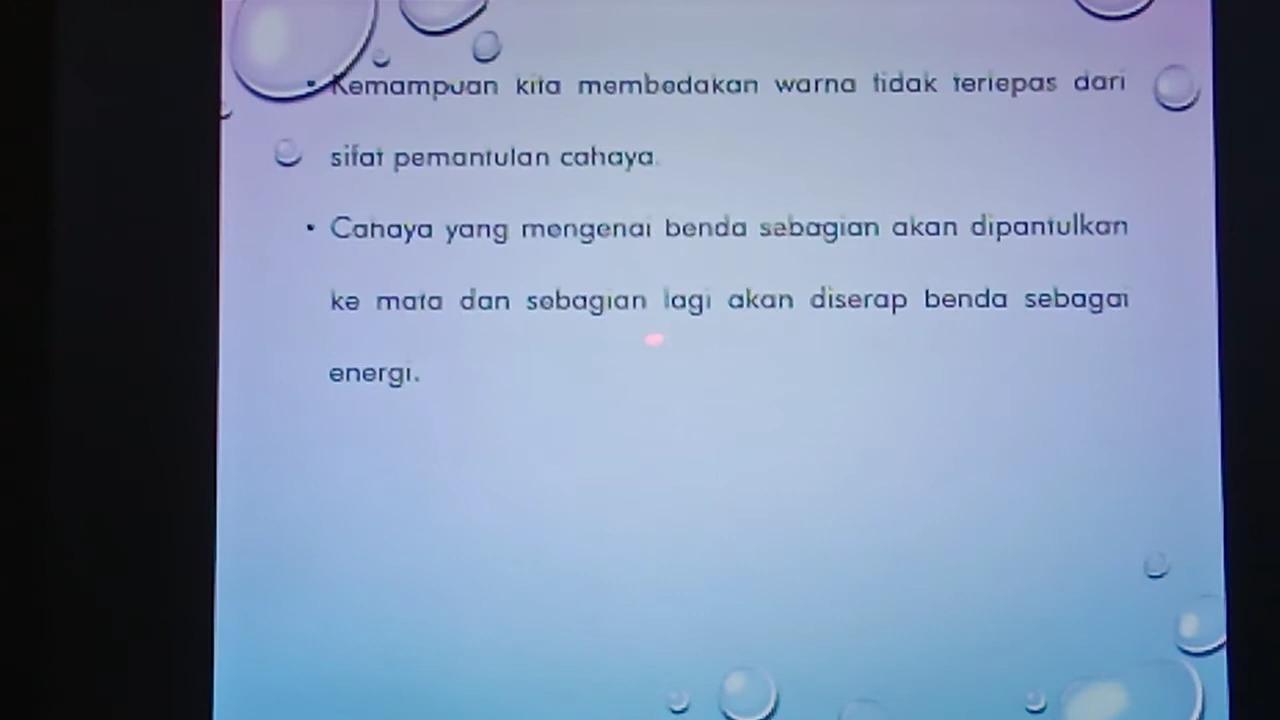 • Kemampuan kita membedakan warna tidak terlepas dari
sifat pemantulan cahaya.
• Cahaya yang mengenai benda sebagian akan dipantulkan
ke mata dan sebagian lagi akan diserap benda sebagai
energi.